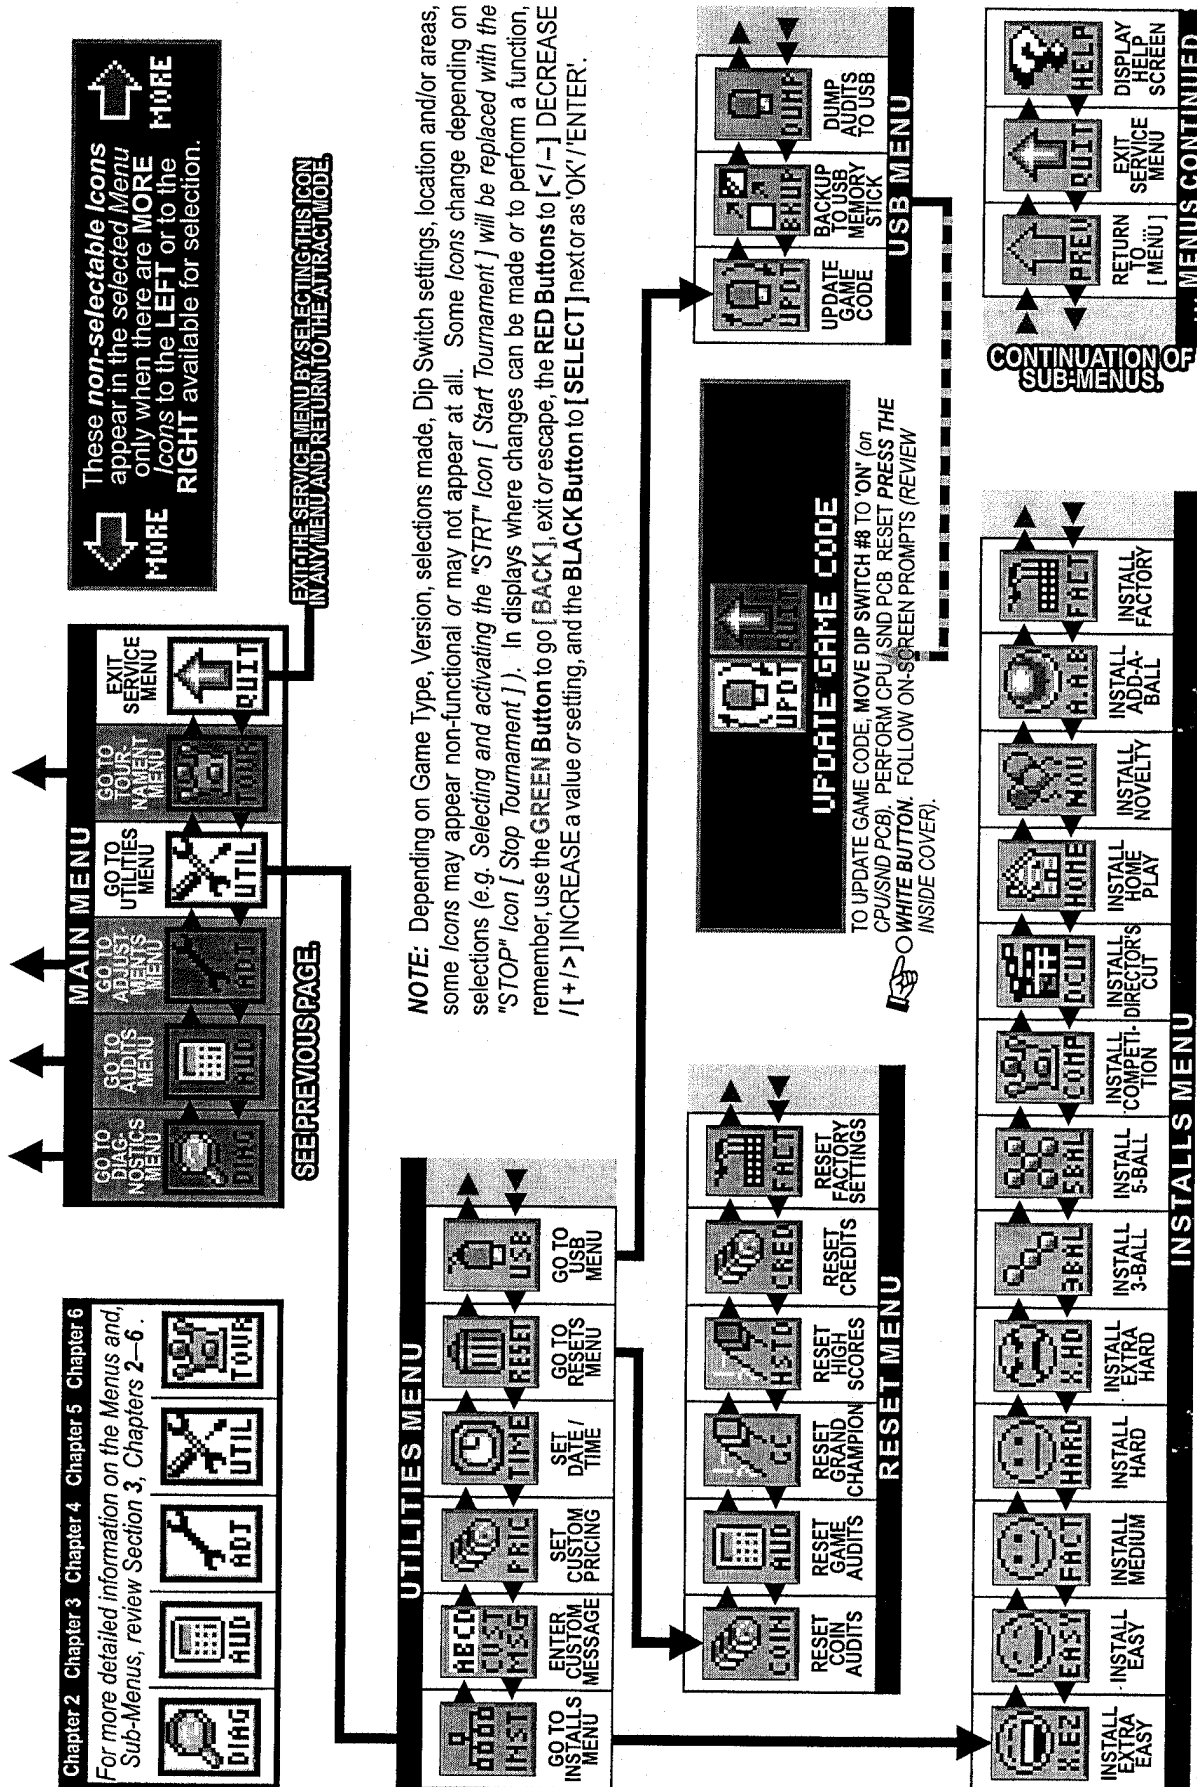 Chapter 2 Chapter 3 Chapter 4 Chapter 5 Chapter 6
For more detailed information on the Menus and,
Sub-Menus, review Section 3, Chapters 2—6 .
DIAG AUD ADJ UTIL TOUR
MAIN MENU
GO TO
DIAG-
NOSTICS
MENU
DIAG
GO TO
AUDITS
MENU
AUD
GO TO
ADJUST-
MENTS
MENU
ADJ
GO TO
UTILITIES
MENU
UTIL
GO TO
TOUR-
NAMENT
MENU
TOUR
EXIT
SERVICE
MENU
QUIT
SEE PREVIOUS PAGE.
EXIT THE SERVICE MENU BY SELECTING THIS ICON
IN ANY MENU AND RETURN TO THE ATTRACT MODE.
MORE
These non-selectable Icons
appear in the selected Menu
only when there are MORE
Icons to the LEFT or to the
RIGHT available for selection.
MORE
UTILITIES MENU
INST
GO TO
INSTALLS
MENU
ABCD
CUST
MSG
ENTER
CUSTOM
MESSAGE
PRIC
SET
CUSTOM
PRICING
TIME
SET
DATE /
TIME
RESET
GO TO
RESETS
MENU
USB
GO TO
USB
MENU
NOTE: Depending on Game Type, Version, selections made, Dip Switch settings, location and/or areas,
some Icons may appear non-functional or may not appear at all. Some Icons change depending on
selections (e.g. Selecting and activating the "STRT" Icon [ Start Tournament ] will be replaced with the
"STOP" Icon [ Stop Tournament ] ). In displays where changes can be made or to perform a function,
remember, use the GREEN Button to go [ BACK ], exit or escape, the RED Buttons to [ < / – ] DECREASE
/ [ + / > ] INCREASE a value or setting, and the BLACK Button to [ SELECT ] next or as 'OK' / 'ENTER'.
COIN
RESET
COIN
AUDITS
AUD
RESET
GAME
AUDITS
GC
RESET
GRAND
CHAMPION
HSTD
RESET
HIGH
SCORES
CRED
RESET
CREDITS
FACT
RESET
FACTORY
SETTINGS
RESET MENU
UPDT QUIT
UPDATE GAME CODE
TO UPDATE GAME CODE, MOVE DIP SWITCH #8 TO 'ON' (on
CPU/SND PCB). PERFORM CPU / SND PCB RESET PRESS THE
WHITE BUTTON. FOLLOW ON-SCREEN PROMPTS (REVIEW
INSIDE COVER).
UPDT
UPDATE
GAME
CODE
BKUP
BACKUP
TO USB
MEMORY
STICK
DUMP
DUMP
AUDITS
TO USB
USB MENU
X.EZ
INSTALL
EXTRA
EASY
EASY
INSTALL
EASY
FACT
INSTALL
MEDIUM
HARD
INSTALL
HARD
X.HD
INSTALL
EXTRA
HARD
3BAL
INSTALL
3-BALL
5BAL
INSTALL
5-BALL
COMP
INSTALL
COMPETI-
TION
DCUT
INSTALL
DIRECTOR'S
CUT
HOME
INSTALL
HOME
PLAY
NOV
INSTALL
NOVELTY
A.A.B
INSTALL
ADD-A-
BALL
FACT
INSTALL
FACTORY
INSTALLS MENU
CONTINUATION OF
SUB-MENUS.
PREV
RETURN
TO
[ MENU ]
QUIT
EXIT
SERVICE
MENU
HELP
DISPLAY
HELP
SCREEN
MENUS CONTINUED